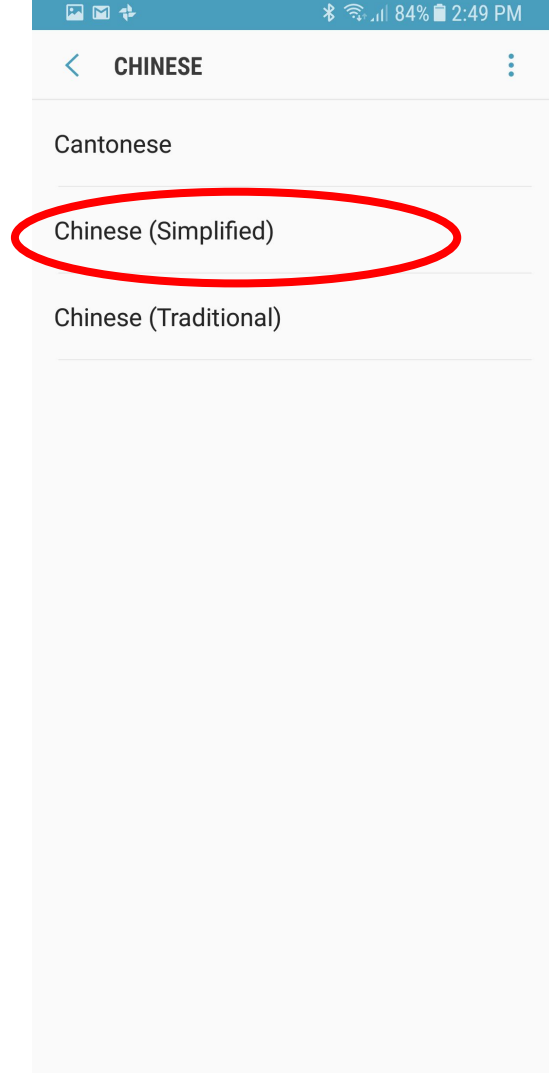 84% 2:49 PM
CHINESE
Cantonese
Chinese (Simplified)
Chinese (Traditional)